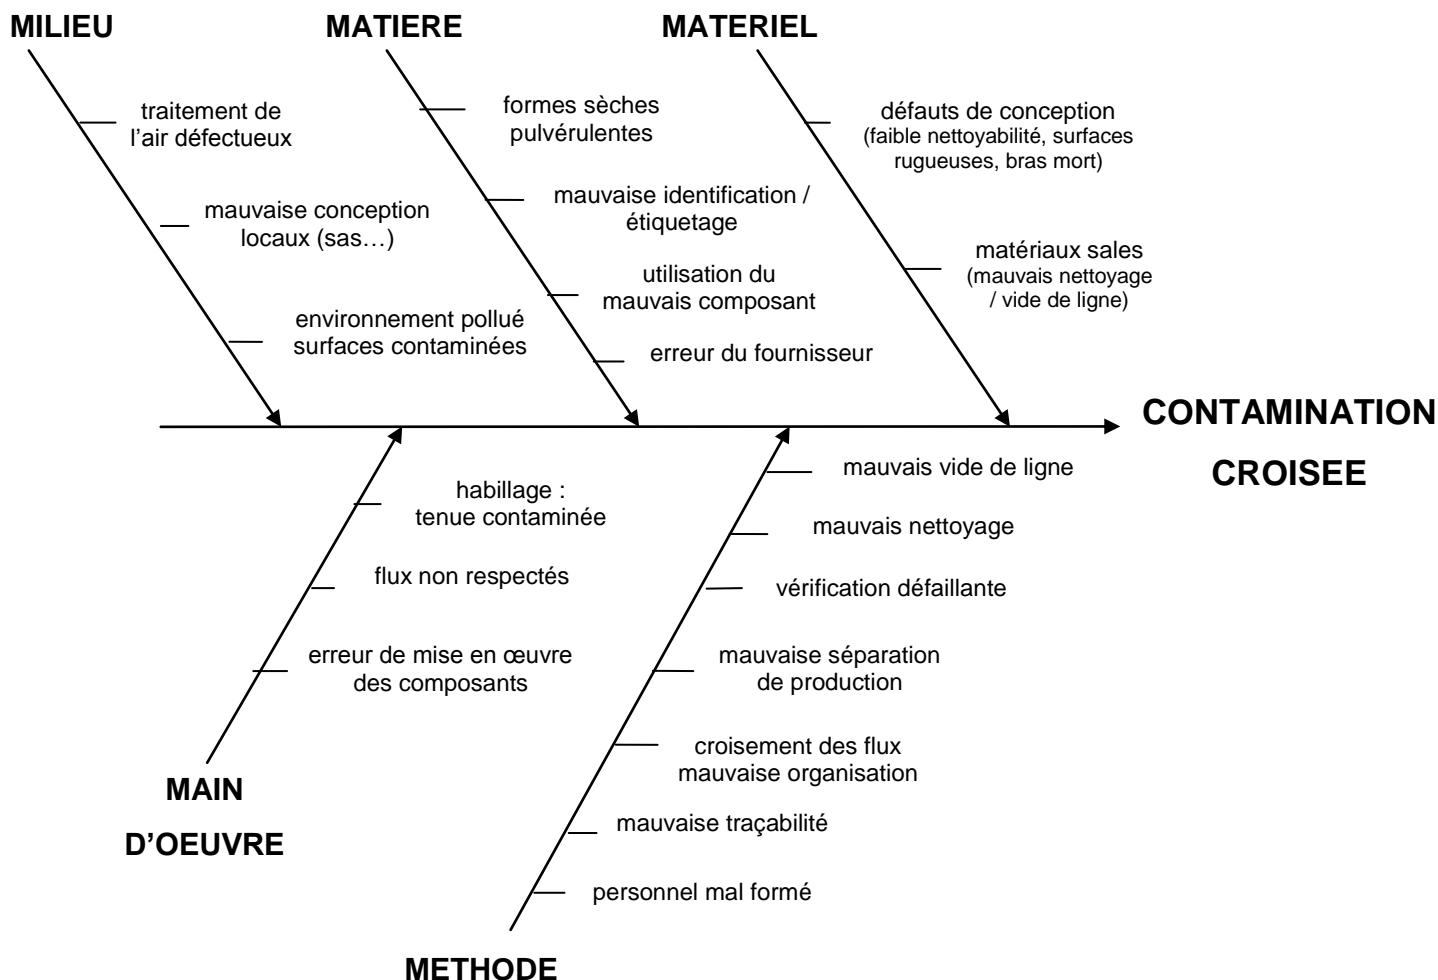 MILIEU
MATIERE
MATERIEL
traitement de
l’air défectueux
mauvaise conception
locaux (sas…)
environnement pollué
surfaces contaminées
formes sèches
pulvérulentes
mauvaise identification /
étiquetage
utilisation du
mauvais composant
erreur du fournisseur
défauts de conception
(faible nettoyabilité, surfaces
rugueuses, bras mort)
matériaux sales
(mauvais nettoyage
/ vide de ligne)
CONTAMINATION
CROISEE
habillage :
tenue contaminée
flux non respectés
erreur de mise en œuvre
des composants
MAIN
D’OEUVRE
mauvais vide de ligne
mauvais nettoyage
vérification défaillante
mauvaise séparation
de production
croisement des flux
mauvaise organisation
mauvaise traçabilité
personnel mal formé
METHODE